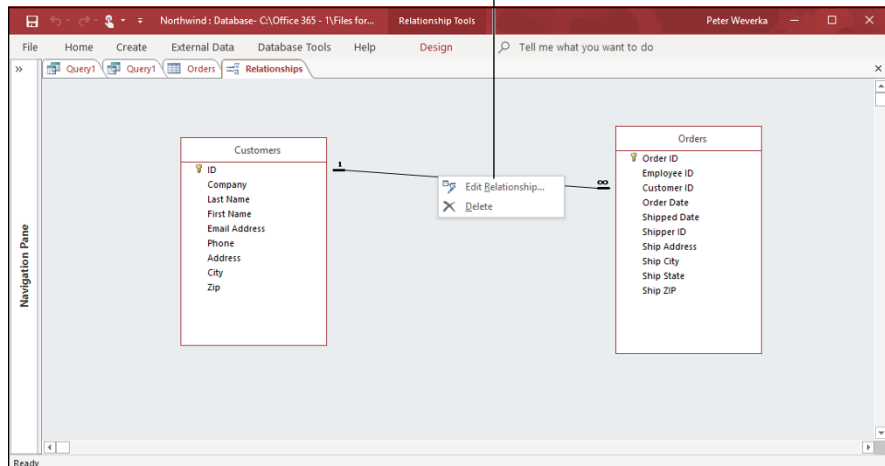 Northwind : Database- C:\Office 365 - 1\Files for... Relationship Tools Peter Weverka
File Home Create External Data Database Tools Help Design Tell me what you want to do
Query1 Query1 Orders Relationships
Navigation Pane
Customers
ID
Company
Last Name
First Name
Email Address
Phone
Address
City
Zip
1
Edit Relationship...
Delete
∞
Orders
Order ID
Employee ID
Customer ID
Order Date
Shipped Date
Shipper ID
Ship Address
Ship City
Ship State
Ship ZIP
Ready